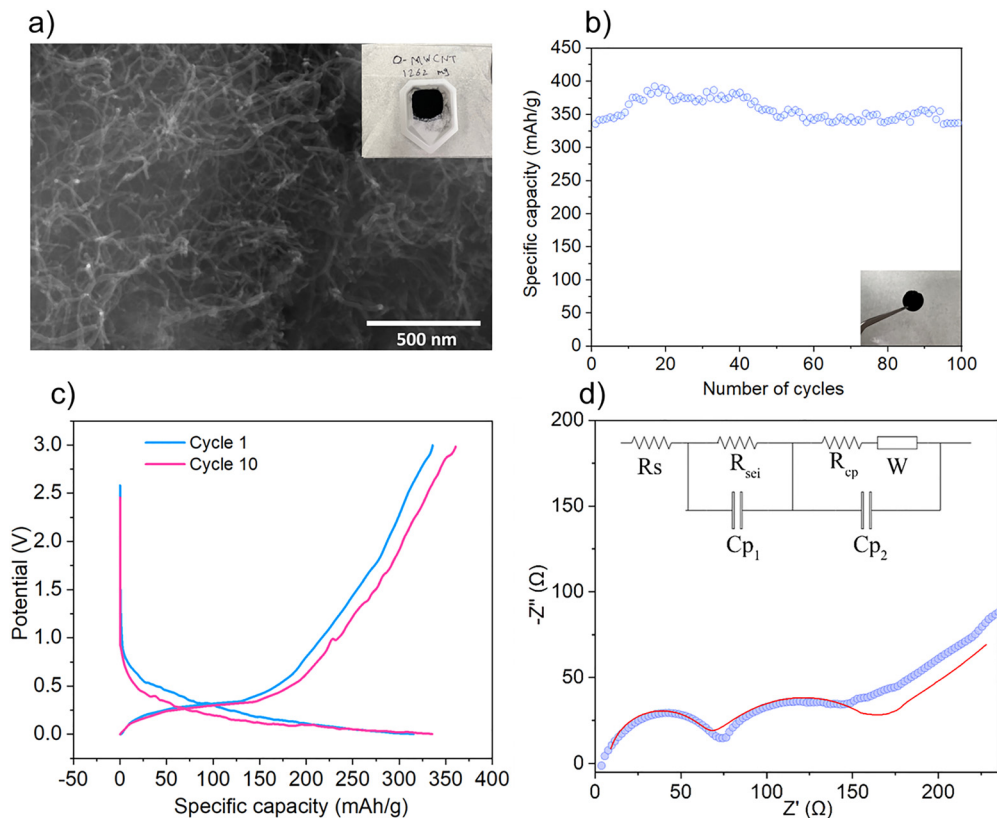 a)
O-MWCNT
1262 mg
500 nm
b)
Specific capacity (mAh/g)
450
400
350
300
250
200
150
100
50
0
0 20 40 60 80 100
Number of cycles
c)
Cycle 1
Cycle 10
Potential (V)
3.0
2.5
2.0
1.5
1.0
0.5
0.0
-50 0 50 100 150 200 250 300 350 400
Specific capacity (mAh/g)
d)
-Z'' (Ω)
200
150
100
50
0
Rs
Rsei
Rcp
W
Cp1
Cp2
0 50 100 150 200
Z' (Ω)